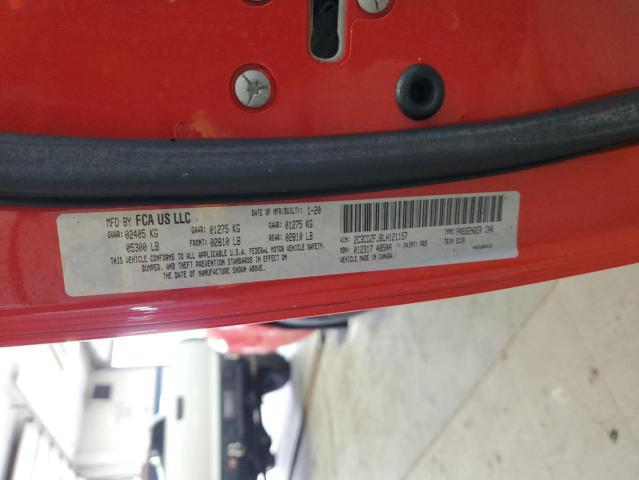 MFD BY FCA US LLC DATE OF MFR(BUILT): 1-20
GVWR: 02405 KG GAWR: 01275 KG GAWR: 01275 KG
05300 LB FRONT: 02810 LB REAR: 02810 LB
THIS VEHICLE CONFORMS TO ALL APPLICABLE U.S.A. FEDERAL MOTOR VEHICLE SAFETY,
BUMPER, AND THEFT PREVENTION STANDARDS IN EFFECT ON
THE DATE OF MANUFACTURE SHOWN ABOVE.
VIN: 2C3CDZFJ8LH121157 TYPE: PASSENGER CAR
MDH: 012317 485AA PAINT: PR3 TRIM:
VEHICLE MADE IN CANADA